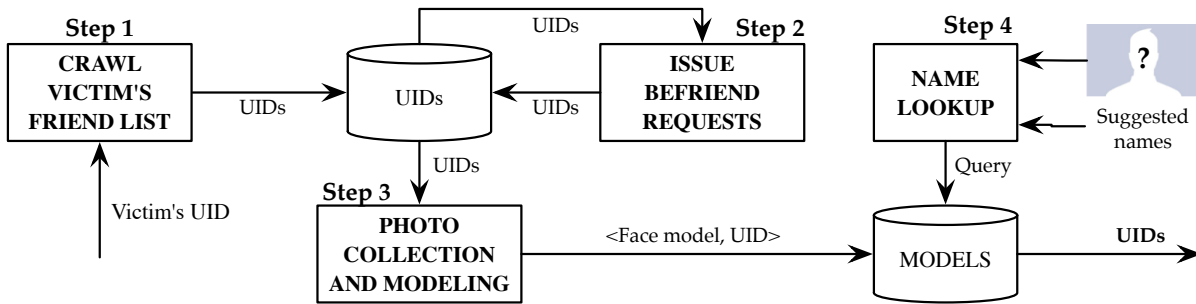 Step 1
CRAWL
VICTIM'S
FRIEND LIST
UIDs
Victim's UID
UIDs
UIDs
UIDs
Step 2
ISSUE
BEFRIEND
REQUESTS
UIDs
Step 3
PHOTO
COLLECTION
AND MODELING
<Face model, UID>
Step 4
NAME
LOOKUP
?
Suggested
names
Query
MODELS
UIDs